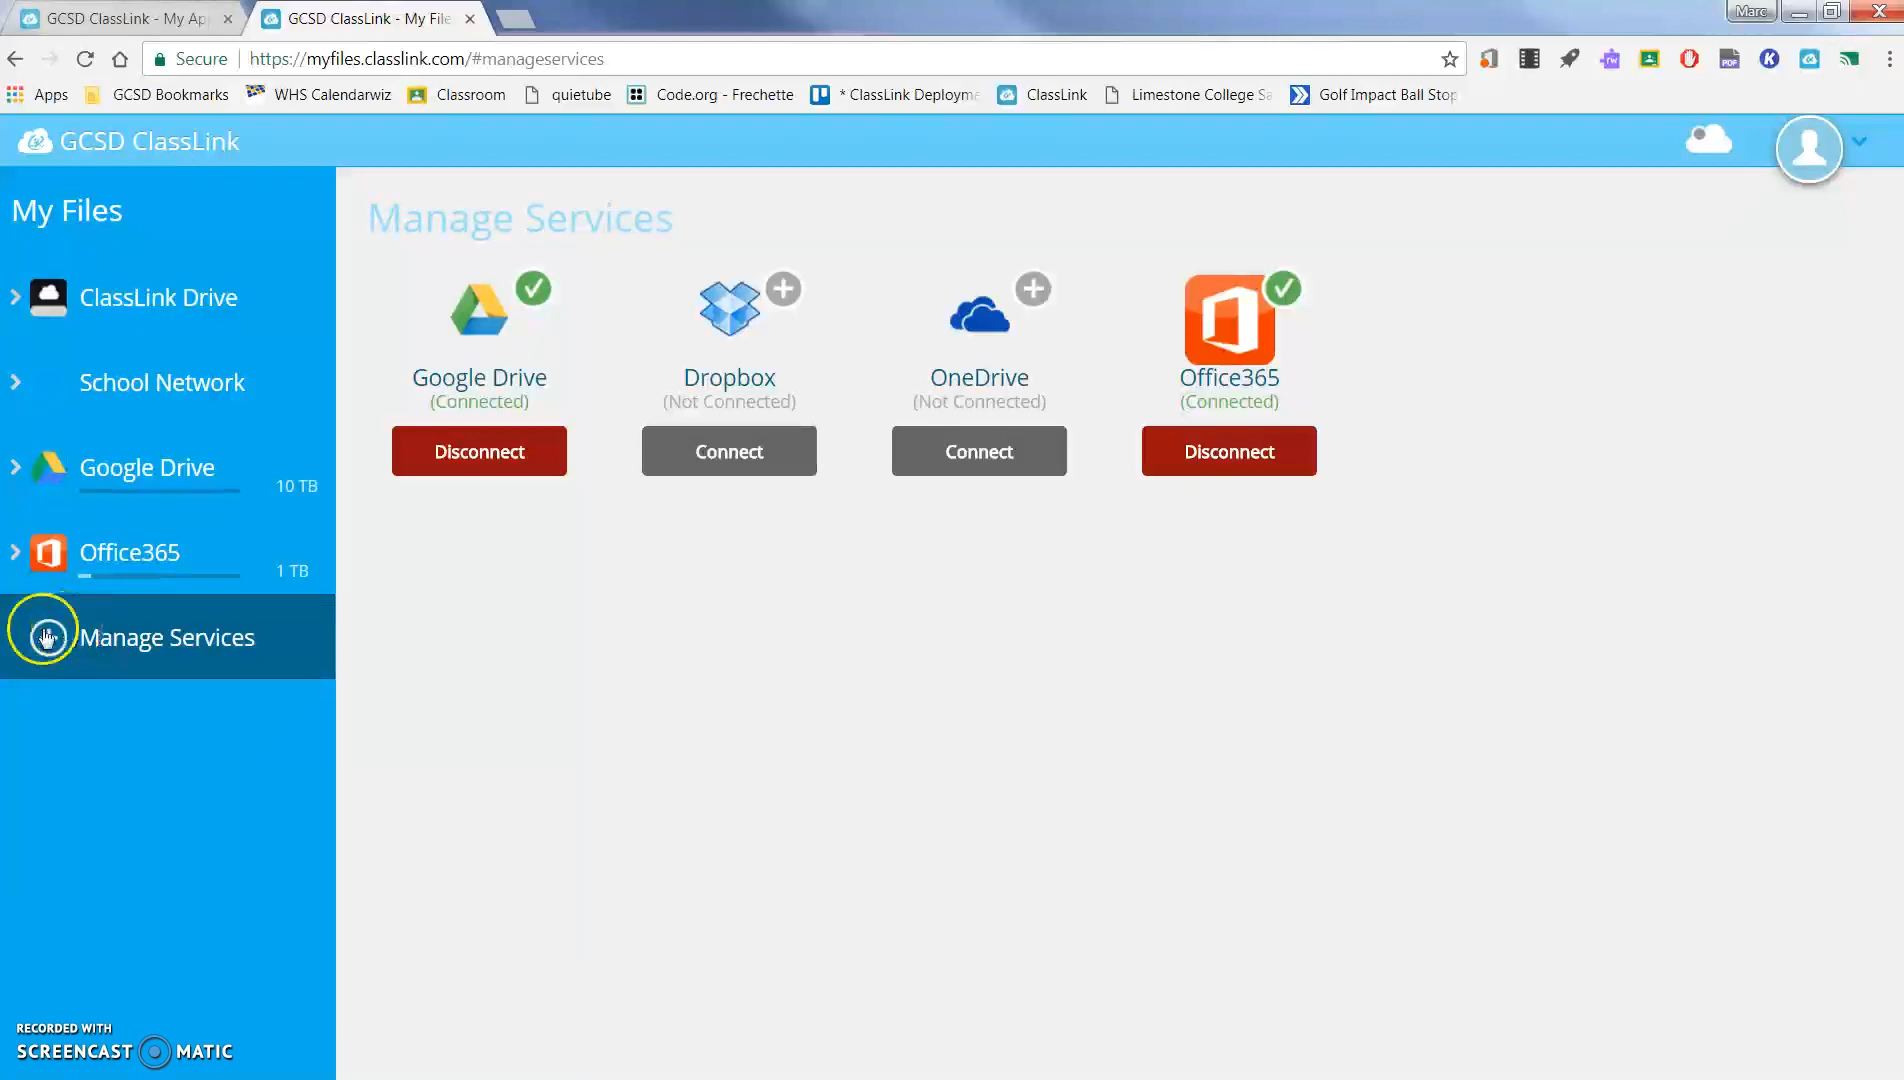 GCSD ClassLink - My Ap
GCSD ClassLink - My File
Marc
Secure https://myfiles.classlink.com/#manageservices
Apps GCSD Bookmarks WHS Calendarwiz Classroom quietube Code.org - Frechette * ClassLink Deployme ClassLink Limestone College Sa Golf Impact Ball Stop
GCSD ClassLink
My Files
ClassLink Drive
School Network
Google Drive
10 TB
Office365
1 TB
Manage Services
Manage Services
Google Drive Dropbox OneDrive Office365
(Connected) (Not Connected) (Not Connected) (Connected)
Disconnect Connect Connect Disconnect
RECORDED WITH
SCREENCAST MATIC